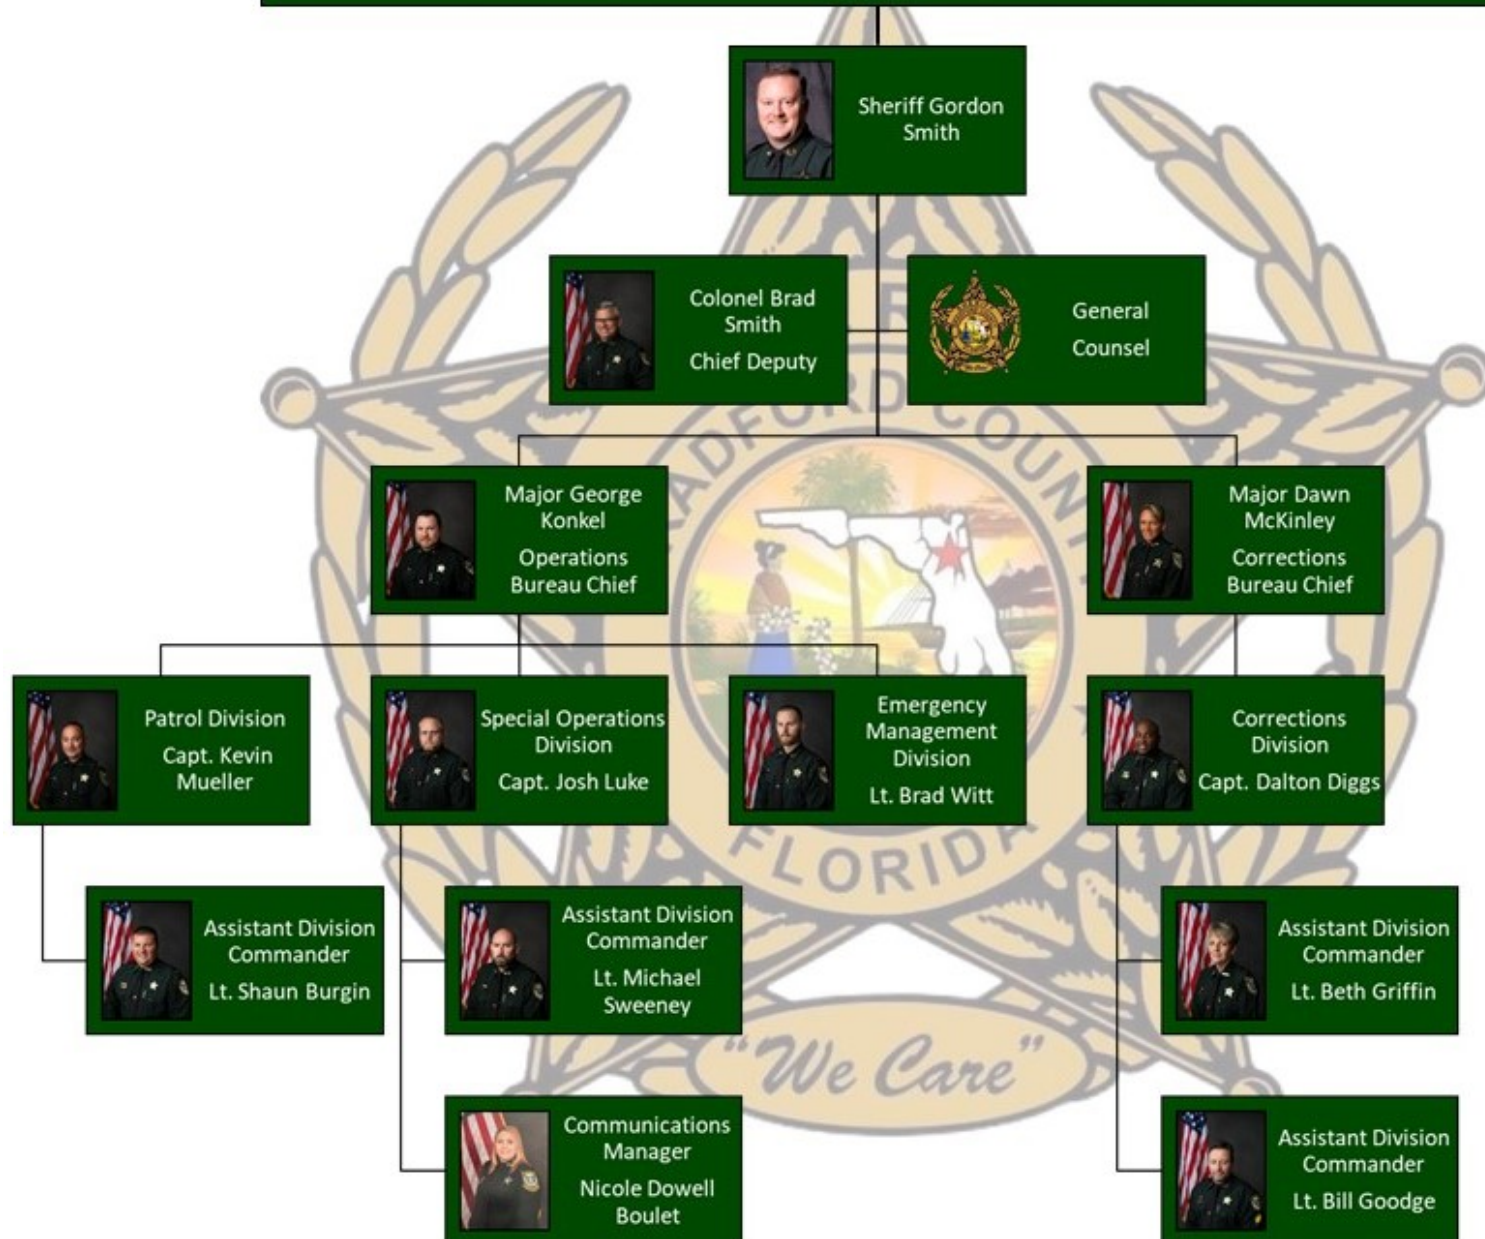 Sheriff Gordon
Smith
Colonel Brad
Smith
Chief Deputy
General
Counsel
Major George
Konkel
Operations
Bureau Chief
Major Dawn
McKinley
Corrections
Bureau Chief
Patrol Division
Capt. Kevin
Mueller
Special Operations
Division
Capt. Josh Luke
Emergency
Management
Division
Lt. Brad Witt
Corrections
Division
Capt. Dalton Diggs
Assistant Division
Commander
Lt. Shaun Burgin
Assistant Division
Commander
Lt. Michael
Sweeney
Assistant Division
Commander
Lt. Beth Griffin
Communications
Manager
Nicole Dowell
Boulet
Assistant Division
Commander
Lt. Bill Goodge
ADFORD COUN
FLORIDA
"We Care"